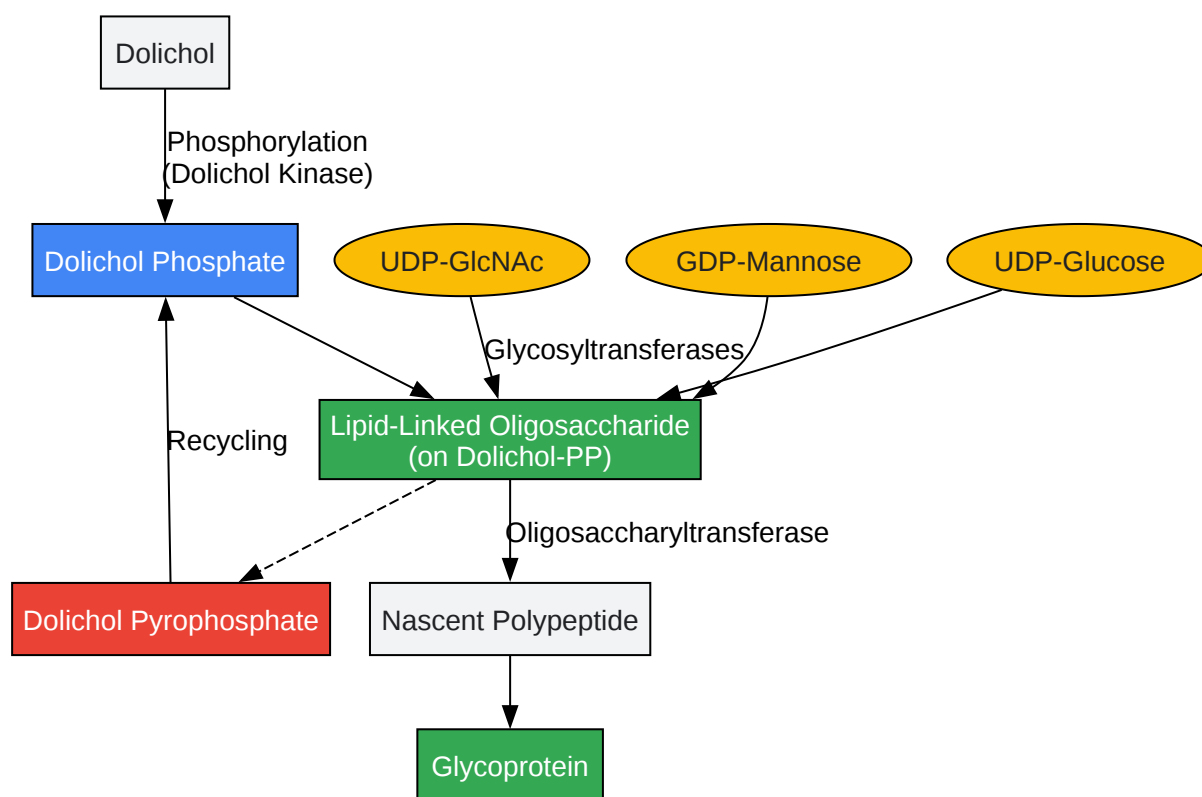 Dolichol
Phosphorylation
(Dolichol Kinase)
Dolichol Phosphate
UDP-GlcNAc
GDP-Mannose
UDP-Glucose
Glycosyltransferases
Lipid-Linked Oligosaccharide
(on Dolichol-PP)
Recycling
Oligosaccharyltransferase
Dolichol Pyrophosphate
Nascent Polypeptide
Glycoprotein